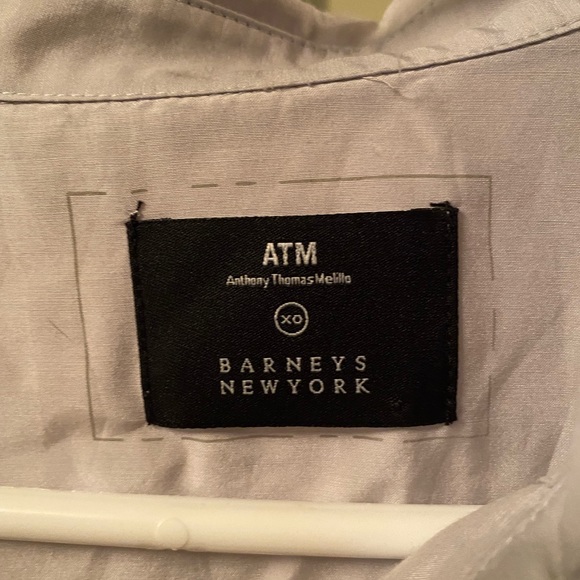 ATM
Anthony Thomas Melillo
XO
BARNEYS
NEWYORK